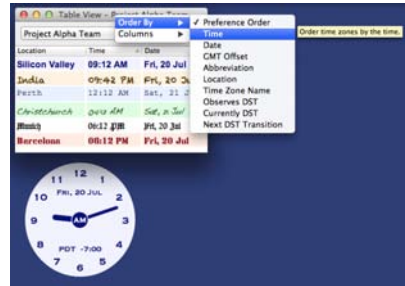 Table View - Project Alpha Team
Order By
Preference Order
Project Alpha Team
Columns
Time
Order time zones by the time.
Date
Location Time Date
GMT Offset
Silicon Valley 09:12 AM Fri, 20 Jul
Abbreviation
India 09:42 PM Fri, 20
Location
Perth 12:12 AM Sat, 21 J
Time Zone Name
Observes DST
Christchurch AM Sat,
Currently DST
Munich 06:12 PM Fri, 20 Jul
Next DST Transition
Barcelona 06:12 PM Fri, 20 Jul
12
11 1
10 FRI, 20 JUL 2
9 AM 3
8 PDT -7:00 4
7 6 5